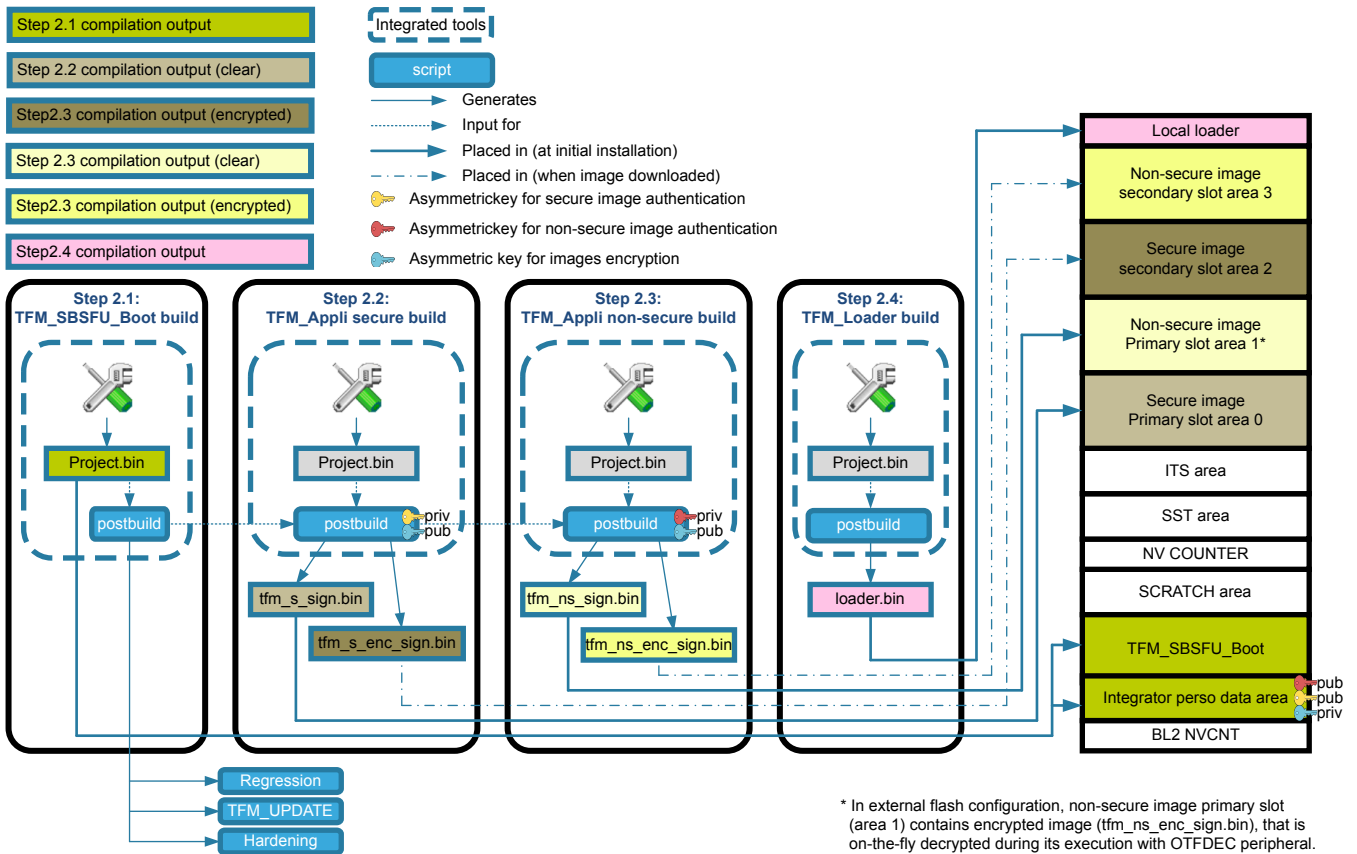 Step 2.1 compilation output
Step 2.2 compilation output (clear)
Step2.3 compilation output (encrypted)
Step 2.3 compilation output (clear)
Step2.3 compilation output (encrypted)
Step2.4 compilation output
Integrated tools
script
Generates
Input for
Placed in (at initial installation)
Placed in (when image downloaded)
Asymmetrickey for secure image authentication
Asymmetrickey for non-secure image authentication
Asymmetric key for images encryption
Step 2.1:
TFM_SBSFU_Boot build
Project.bin
postbuild
Regression
TFM_UPDATE
Hardening
Step 2.2:
TFM_Appli secure build
Project.bin
postbuild
priv
pub
tfm_s_sign.bin
tfm_s_enc_sign.bin
Step 2.3:
TFM_Appli non-secure build
Project.bin
postbuild
priv
pub
tfm_ns_sign.bin
tfm_ns_enc_sign.bin
Step 2.4:
TFM_Loader build
Project.bin
postbuild
loader.bin
Local loader
Non-secure image
secondary slot area 3
Secure image
secondary slot area 2
Non-secure image
Primary slot area 1*
Secure image
Primary slot area 0
ITS area
SST area
NV COUNTER
SCRATCH area
TFM_SBSFU_Boot
Integrator perso data area
pub
pub
priv
BL2 NVCNT
* In external flash configuration, non-secure image primary slot
(area 1) contains encrypted image (tfm_ns_enc_sign.bin), that is
on-the-fly decrypted during its execution with OTFDEC peripheral.